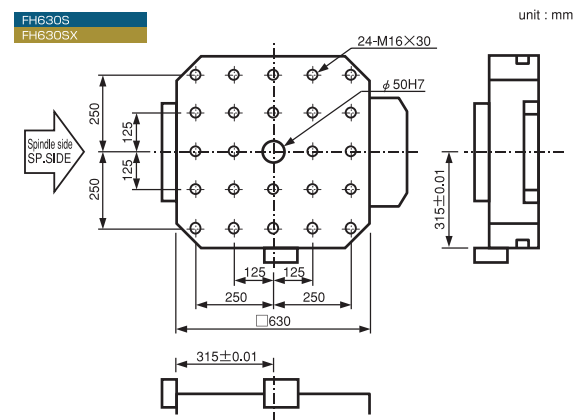 FH630S
FH630SX
unit : mm
24-M16×30
ϕ50H7
250
125
Spindle side
SP.SIDE
125
250
315±0.01
125 125
250 250
□630
315±0.01